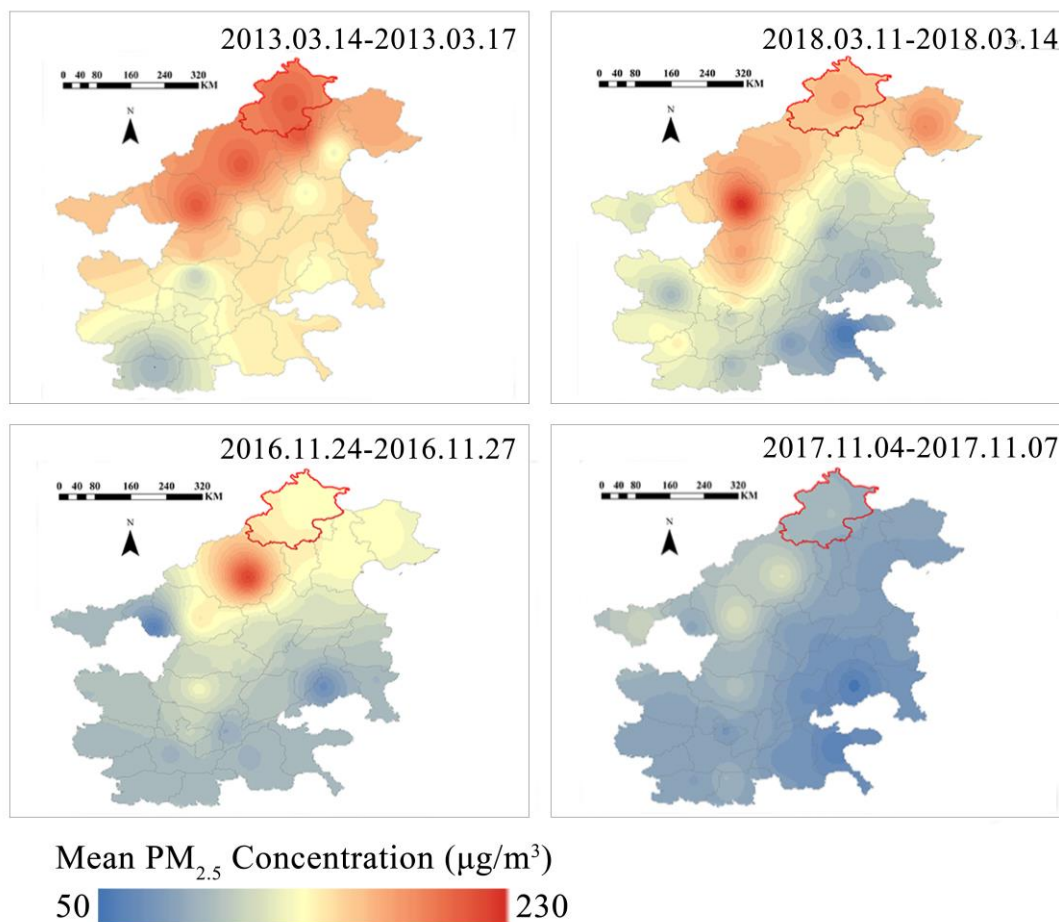 2013.03.14-2013.03.17
0 40 80 160 240 320
KM
N
2018.03.11-2018.03.14
0 40 80 160 240 320
KM
N
2016.11.24-2016.11.27
0 40 80 160 240 320
KM
N
2017.11.04-2017.11.07
0 40 80 160 240 320
KM
N
Mean PM2.5 Concentration (μg/m³)
50 230